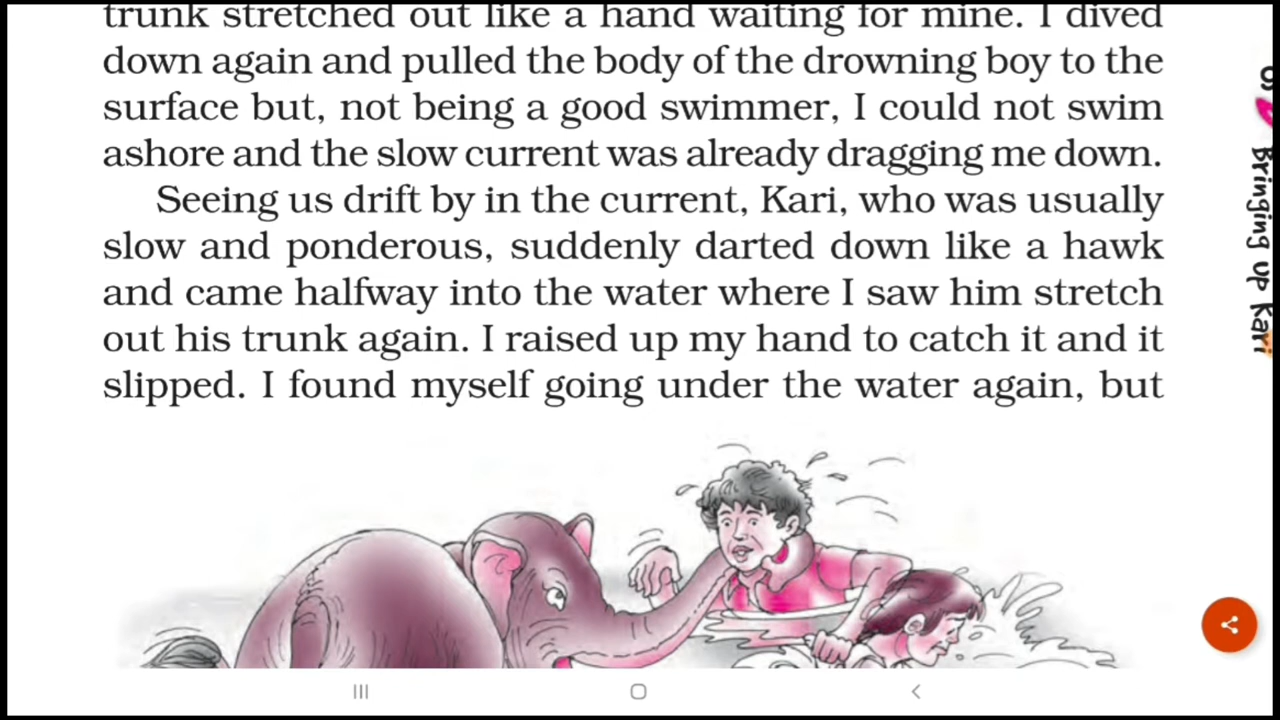 trunk stretched out like a hand waiting for mine. I dived
down again and pulled the body of the drowning boy to the
surface but, not being a good swimmer, I could not swim
ashore and the slow current was already dragging me down.
Seeing us drift by in the current, Kari, who was usually
slow and ponderous, suddenly darted down like a hawk
and came halfway into the water where I saw him stretch
out his trunk again. I raised up my hand to catch it and it
slipped. I found myself going under the water again, but
Bringing Up Kari